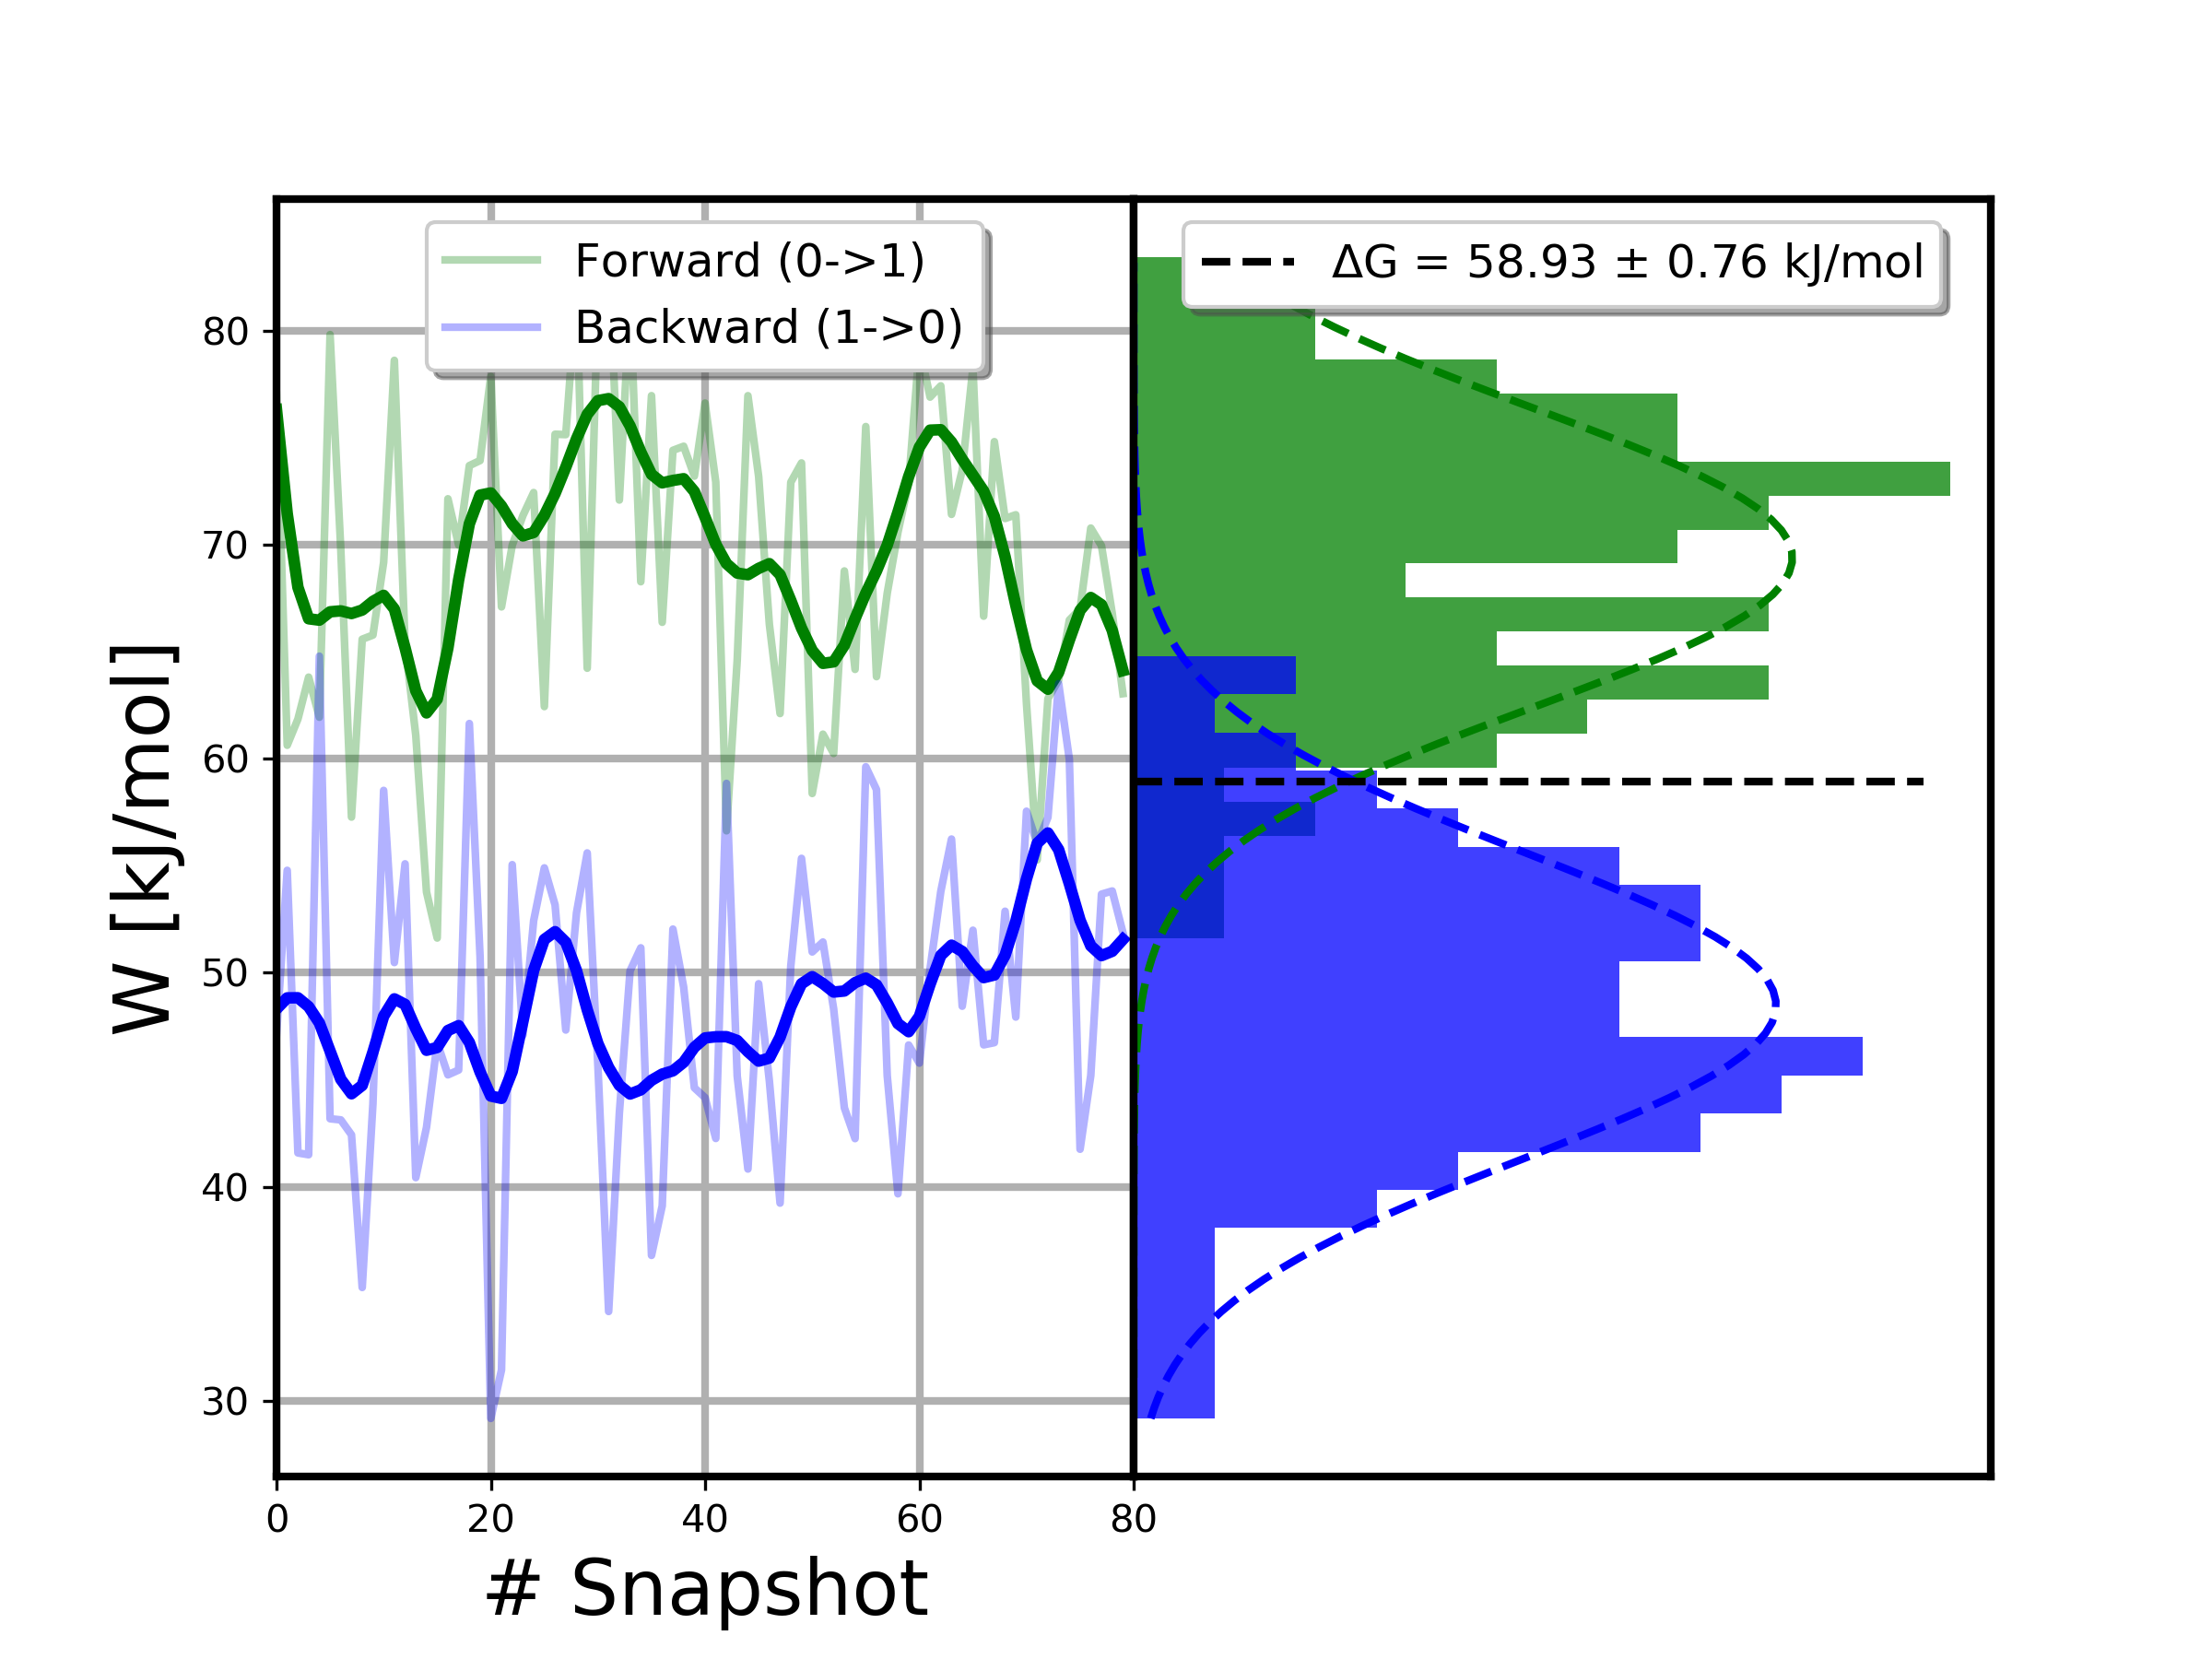 Forward (0->1)
Backward (1->0)
ΔG = 58.93 ± 0.76 kJ/mol
W [kJ/mol]
80
70
60
50
40
30
0 20 40 60 80
# Snapshot